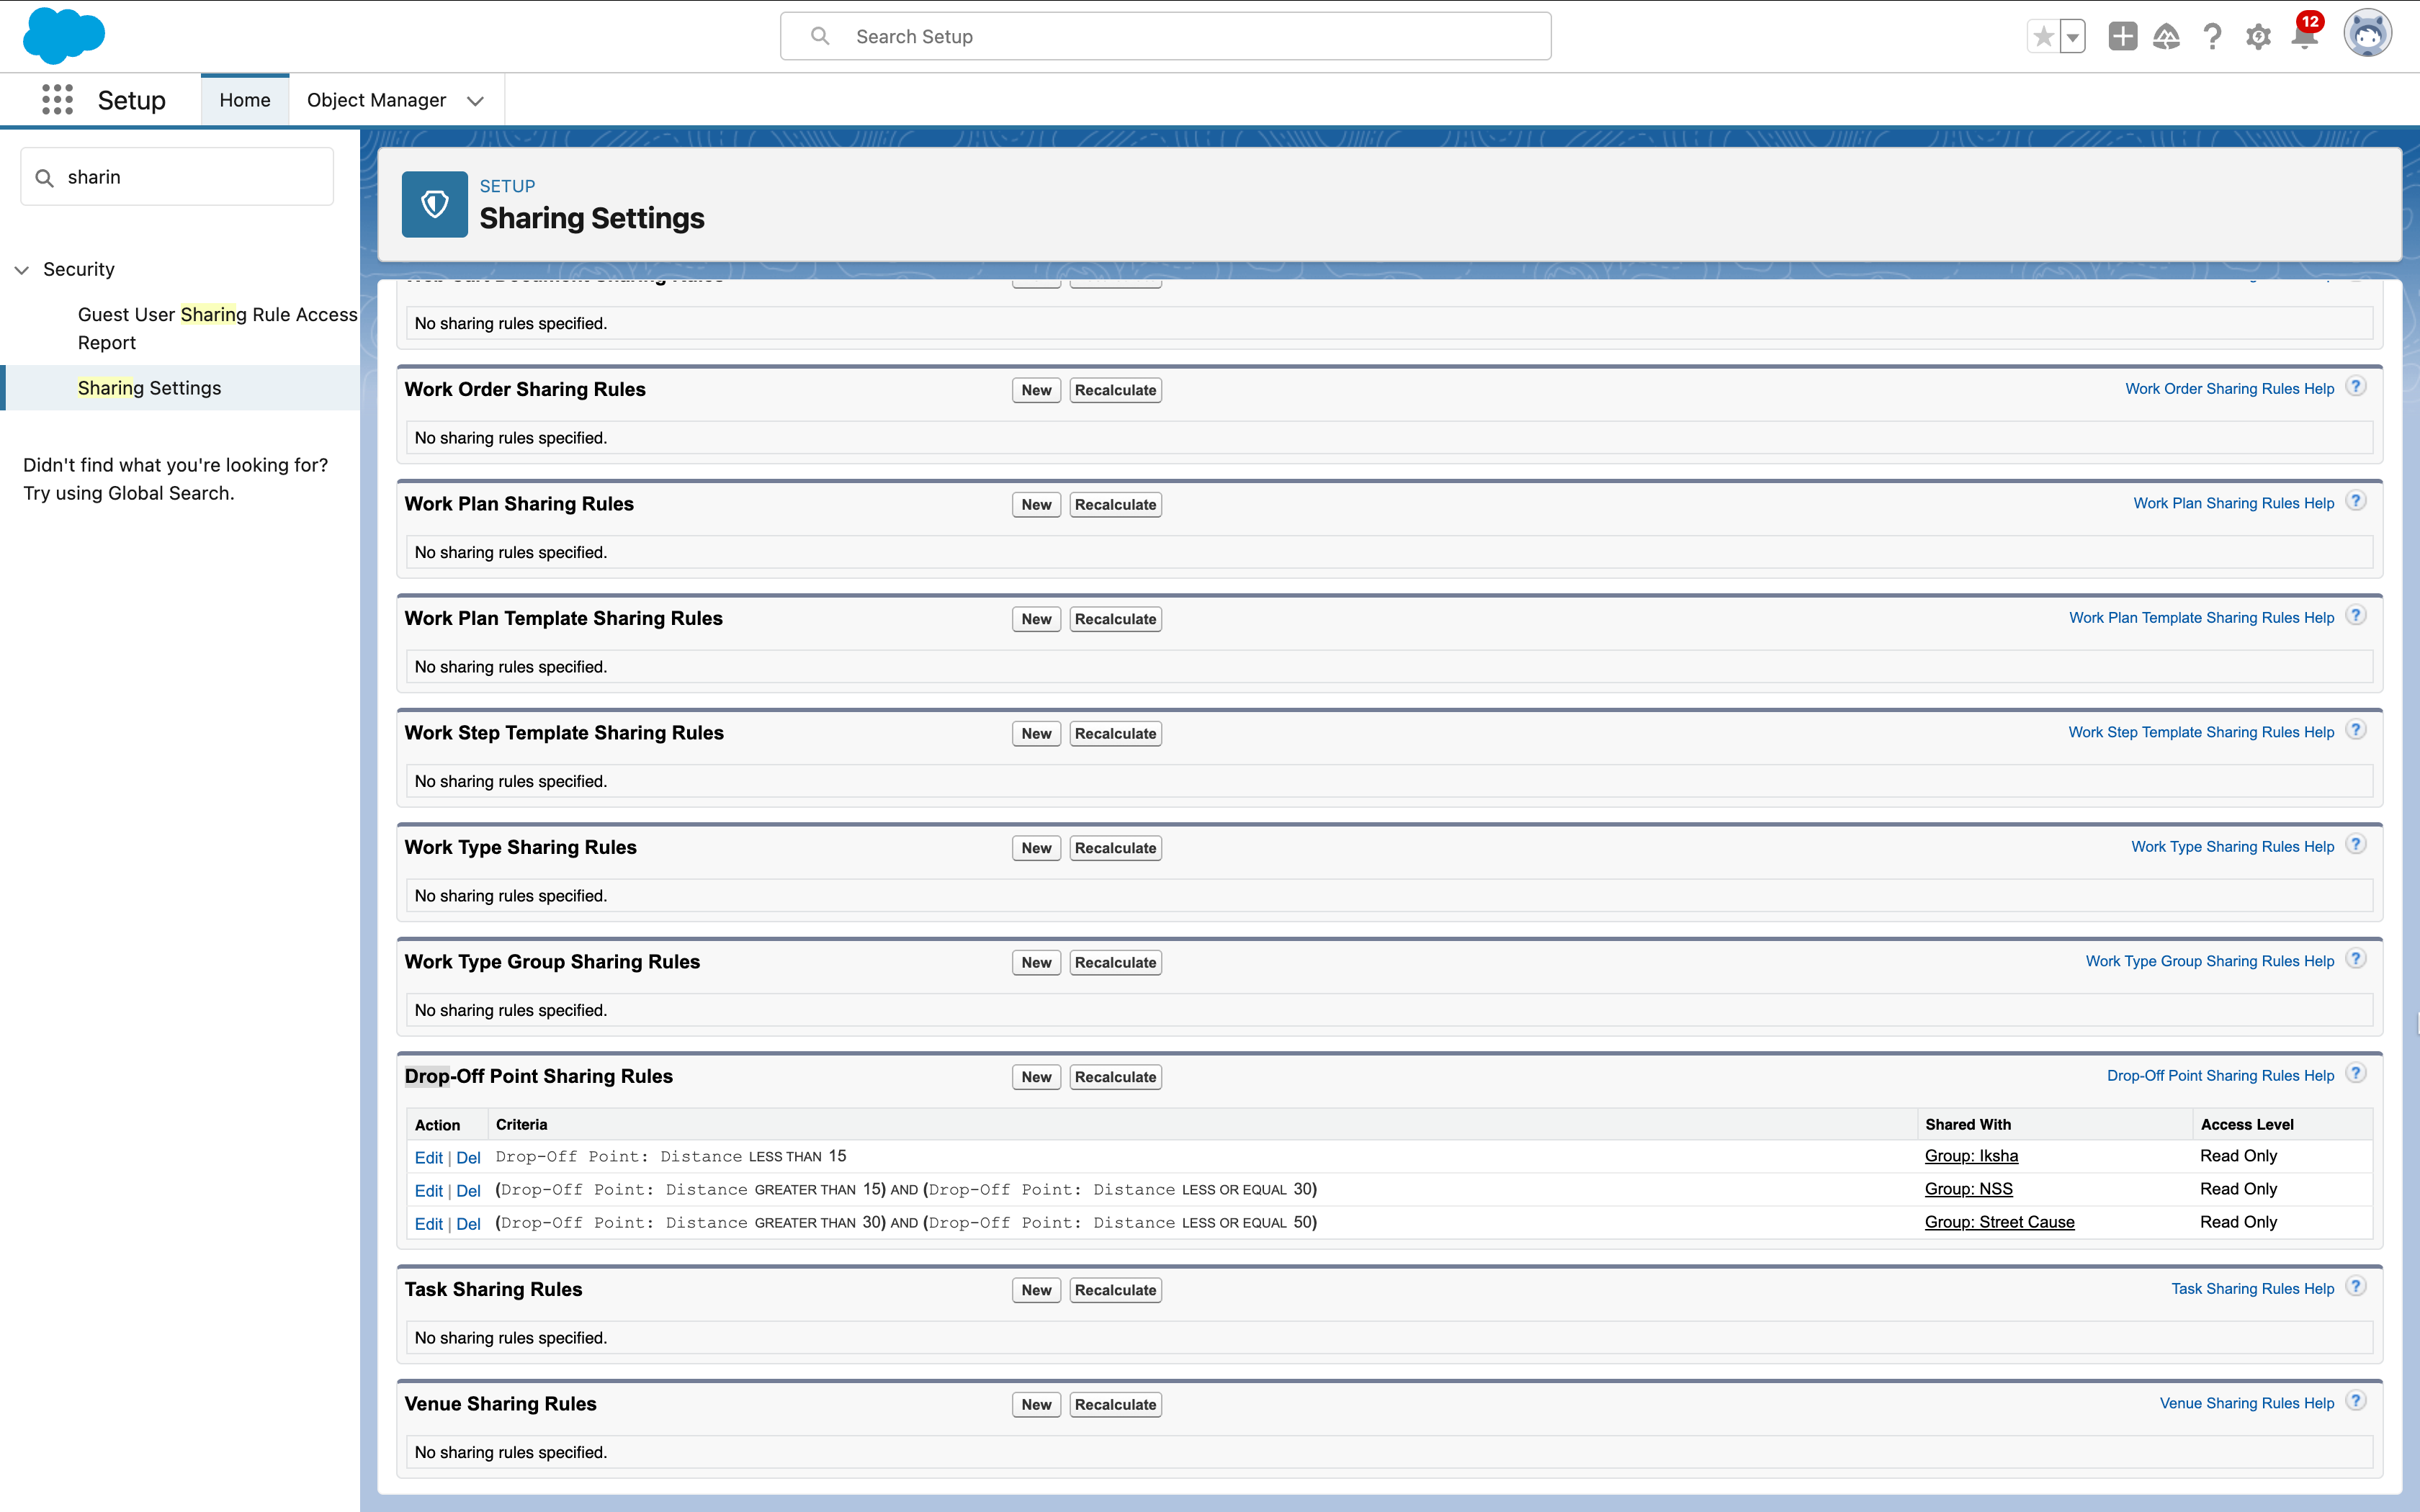 Search Setup
12
Setup
Home
Object Manager
sharin
Security
Guest User Sharing Rule Access
Report
Sharing Settings
Didn't find what you're looking for?
Try using Global Search.
SETUP
Sharing Settings
No sharing rules specified.
Work Order Sharing Rules New Recalculate Work Order Sharing Rules Help ?
No sharing rules specified.
Work Plan Sharing Rules New Recalculate Work Plan Sharing Rules Help ?
No sharing rules specified.
Work Plan Template Sharing Rules New Recalculate Work Plan Template Sharing Rules Help ?
No sharing rules specified.
Work Step Template Sharing Rules New Recalculate Work Step Template Sharing Rules Help ?
No sharing rules specified.
Work Type Sharing Rules New Recalculate Work Type Sharing Rules Help ?
No sharing rules specified.
Work Type Group Sharing Rules New Recalculate Work Type Group Sharing Rules Help ?
No sharing rules specified.
Drop-Off Point Sharing Rules New Recalculate Drop-Off Point Sharing Rules Help ?
Action Criteria Shared With Access Level
Edit | Del Drop-Off Point: Distance LESS THAN 15 Group: Iksha Read Only
Edit | Del (Drop-Off Point: Distance GREATER THAN 15) AND (Drop-Off Point: Distance LESS OR EQUAL 30) Group: NSS Read Only
Edit | Del (Drop-Off Point: Distance GREATER THAN 30) AND (Drop-Off Point: Distance LESS OR EQUAL 50) Group: Street Cause Read Only
Task Sharing Rules New Recalculate Task Sharing Rules Help ?
No sharing rules specified.
Venue Sharing Rules New Recalculate Venue Sharing Rules Help ?
No sharing rules specified.